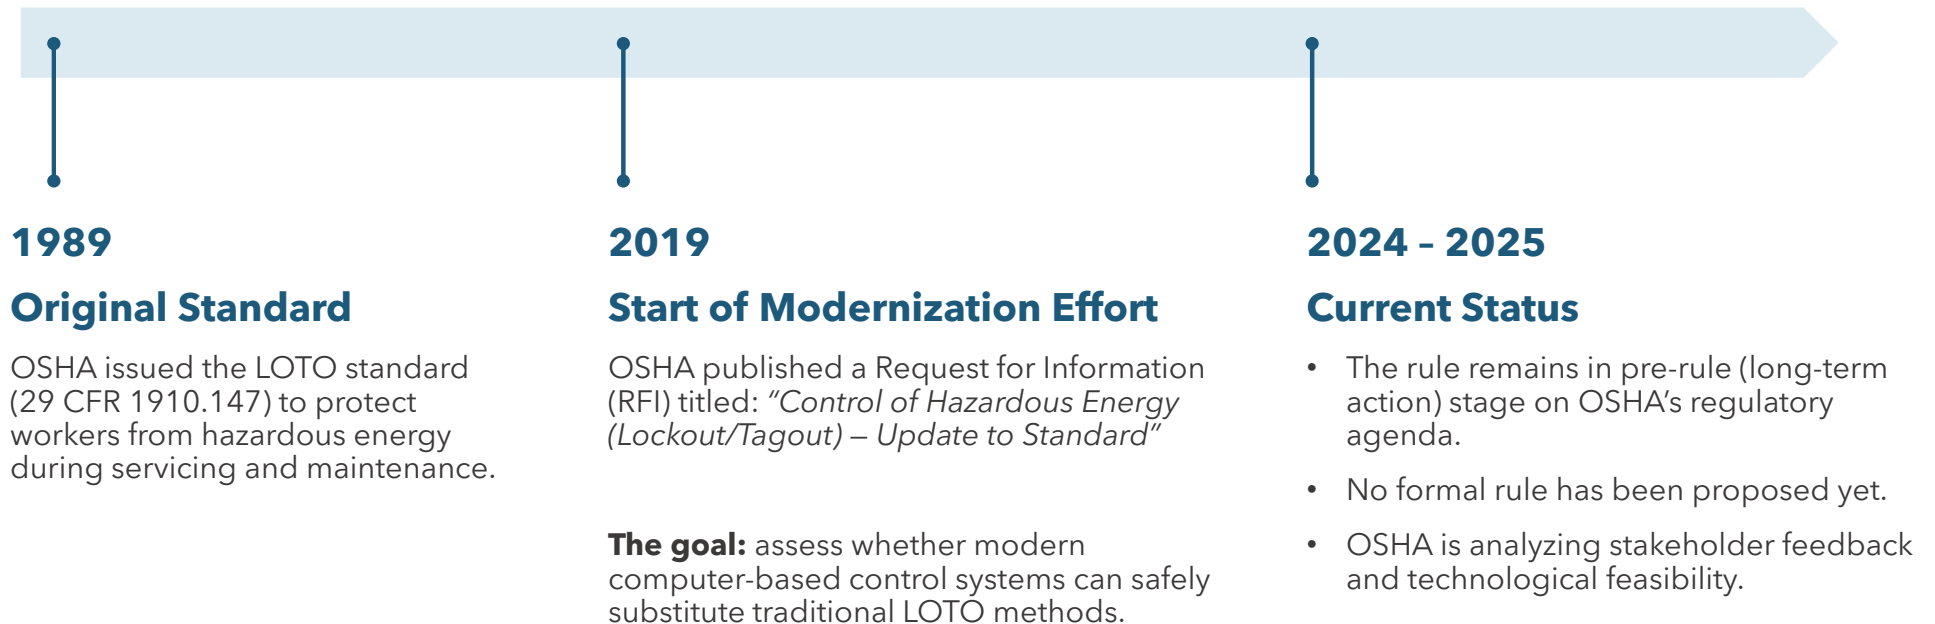 1989
Original Standard
OSHA issued the LOTO standard
(29 CFR 1910.147) to protect
workers from hazardous energy
during servicing and maintenance.
2019
Start of Modernization Effort
OSHA published a Request for Information
(RFI) titled: “Control of Hazardous Energy
(Lockout/Tagout) — Update to Standard”
The goal: assess whether modern
computer-based control systems can safely
substitute traditional LOTO methods.
2024 – 2025
Current Status
• The rule remains in pre-rule (long-term
action) stage on OSHA’s regulatory
agenda.
• No formal rule has been proposed yet.
• OSHA is analyzing stakeholder feedback
and technological feasibility.